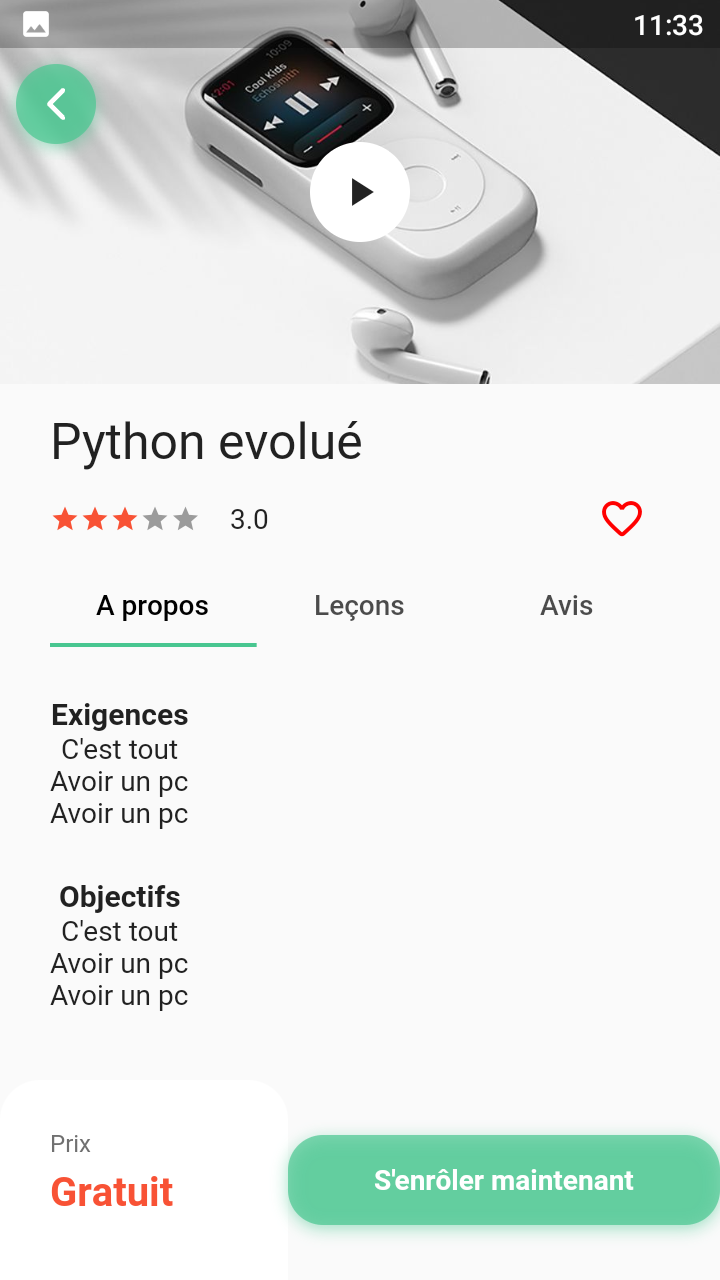 11:33
10:09
12:01
Cool Kids
Echosmith
Python evolué
3.0
A propos
Leçons
Avis
Exigences
C'est tout
Avoir un pc
Avoir un pc
Objectifs
C'est tout
Avoir un pc
Avoir un pc
Prix
Gratuit
S'enrôler maintenant